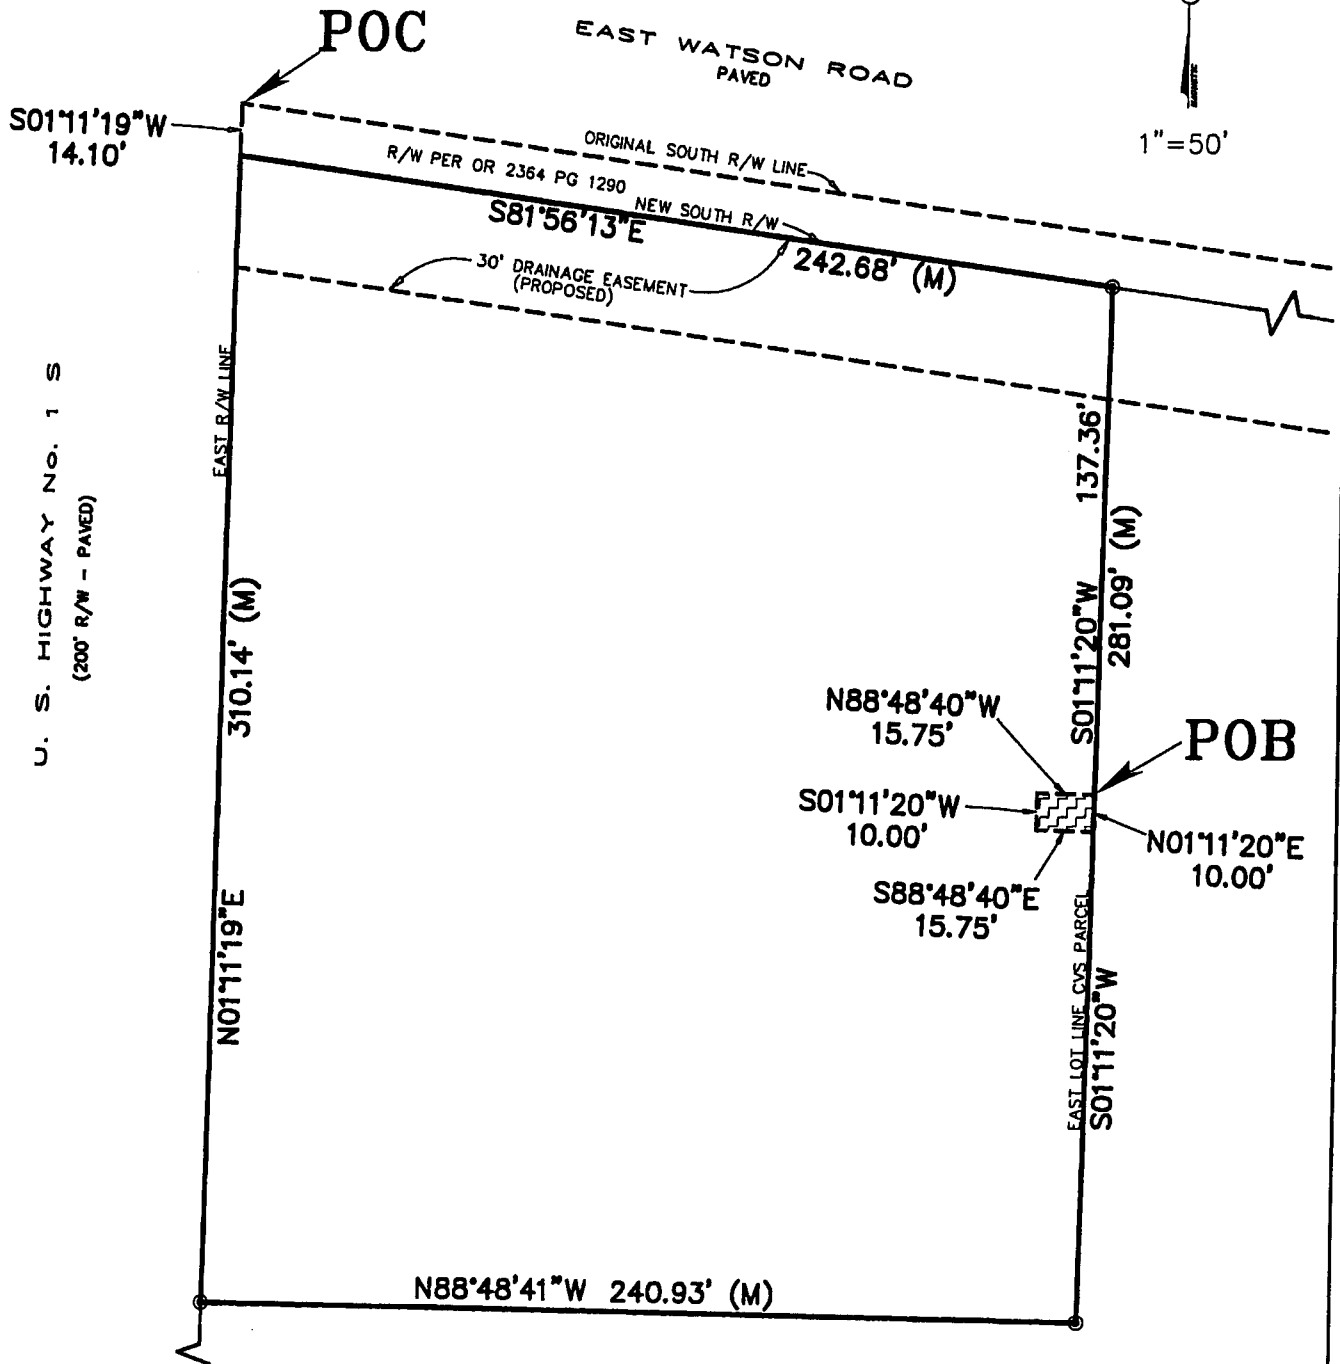 POC
EAST WATSON ROAD
PAVED
MAGNETIC
1"=50'
S01°11'19"W
14.10'
ORIGINAL SOUTH R/W LINE
R/W PER OR 2364 PG 1290
NEW SOUTH R/W
S81°56'13"E
242.68' (M)
30' DRAINAGE EASEMENT
(PROPOSED)
EAST R/W LINE
U. S. HIGHWAY No. 1 S
(200' R/W - PAVED)
310.14' (M)
N01°11'19"E
137.36'
281.09' (M)
S01°11'20"W
N88°48'40"W
15.75'
POB
S01°11'20"W
10.00'
N01°11'20"E
10.00'
S88°48'40"E
15.75'
EAST LOT LINE CVS PARCEL
S01°11'20"W
N88°48'41"W 240.93' (M)